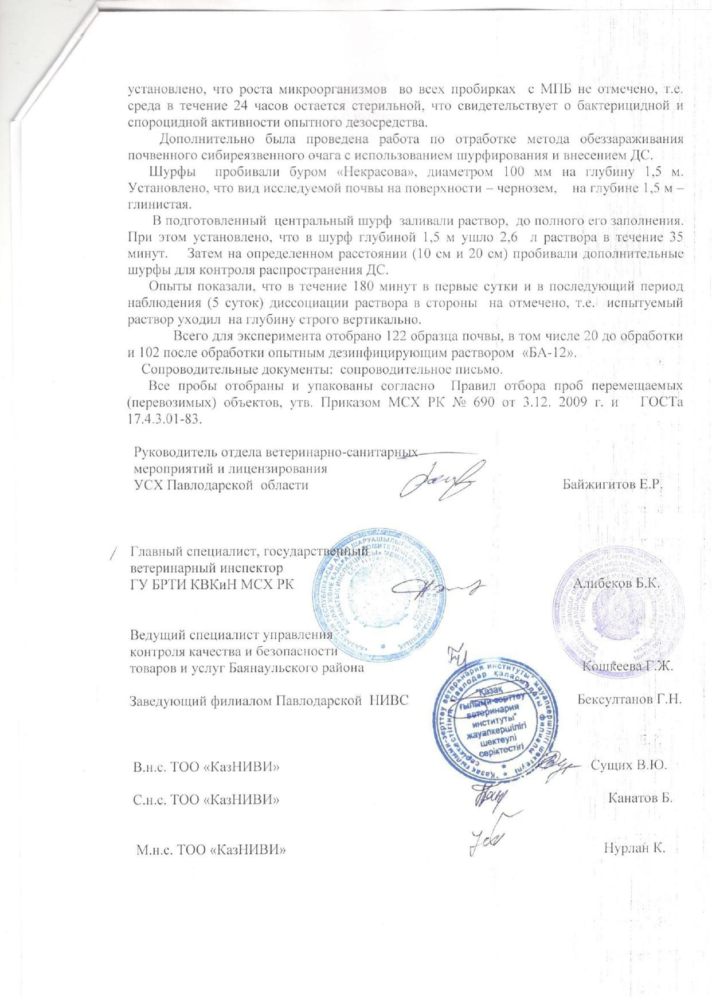 установлено, что роста микроорганизмов во всех пробирках с МПБ не отмечено, т.е.
среда в течение 24 часов остается стерильной, что свидетельствует о бактерицидной и
спороцидной активности опытного дезосредства.
Дополнительно была проведена работа по отработке метода обеззараживания
почвенного сибиреязвенного очага с использованием шурфирования и внесением ДС.
Шурфы пробивали буром «Некрасова», диаметром 100 мм на глубину 1,5 м.
Установлено, что вид исследуемой почвы на поверхности – чернозем, на глубине 1,5 м –
глинистая.
В подготовленный центральный шурф заливали раствор, до полного его заполнения.
При этом установлено, что в шурф глубиной 1,5 м ушло 2,6 л раствора в течение 35
минут. Затем на определенном расстоянии (10 см и 20 см) пробивали дополнительные
шурфы для контроля распространения ДС.
Опыты показали, что в течение 180 минут в первые сутки и в последующий период
наблюдения (5 суток) диссоциации раствора в стороны на отмечено, т.е. испытуемый
раствор уходил на глубину строго вертикально.
Всего для эксперимента отобрано 122 образца почвы, в том числе 20 до обработки
и 102 после обработки опытным дезинфицирующим раствором «БА-12».
Сопроводительные документы: сопроводительное письмо.
Все пробы отобраны и упакованы согласно Правил отбора проб перемещаемых
(перевозимых) объектов, утв. Приказом МСХ РК № 690 от 3.12. 2009 г. и ГОСТа
17.4.3.01-83.
Руководитель отдела ветеринарно-санитарных
мероприятий и лицензирования
УСХ Павлодарской области Байжигитов Е.Р.
Главный специалист, государственный
ветеринарный инспектор
ГУ БРТИ КВКиН МСХ РК Алибеков Б.К.
Ведущий специалист управления
контроля качества и безопасности
товаров и услуг Баянаульского района Кошкеева Г.Ж.
Заведующий филиалом Павлодарской НИВС Бексултанов Г.Н.
"Қазақ
ғылыми-зерттеу
ветеринария
институты"
жауапкершілігі
шектеулі
серіктестігі
"Қазақ ғылыми-зерттеу ветеринария институты" жауапкершілігі шектеулі
серіктестігінің Павлодар қаласындағы филиалы
В.н.с. ТОО «КазНИВИ» Сущих В.Ю.
С.н.с. ТОО «КазНИВИ» Канатов Б.
М.н.с. ТОО «КазНИВИ» Нурлан К.